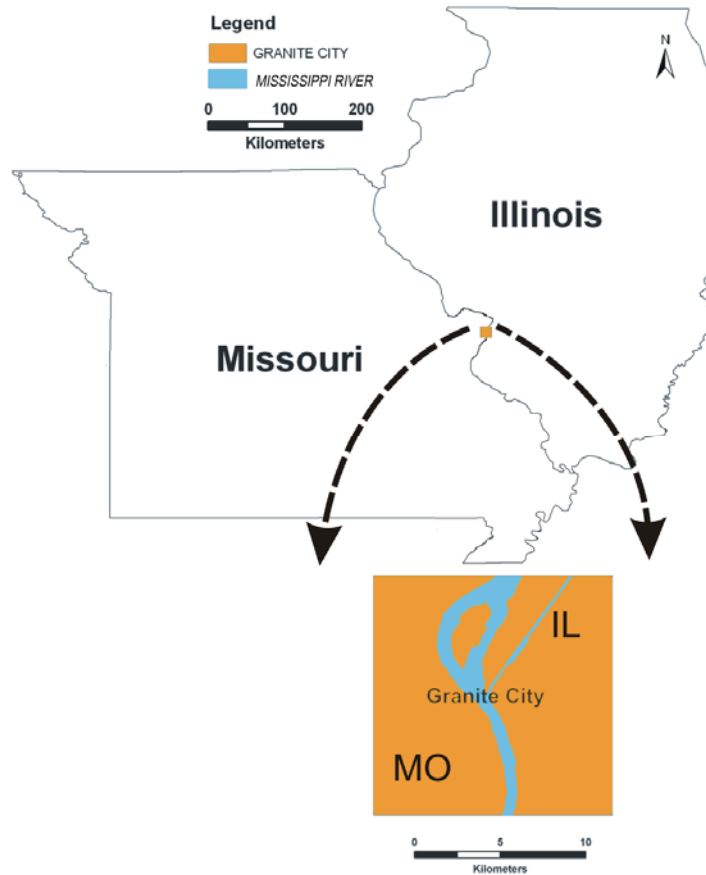 Legend
GRANITE CITY
MISSISSIPPI RIVER
0 100 200
Kilometers
N
Illinois
Missouri
IL
Granite City
MO
0 5 10
Kilometers